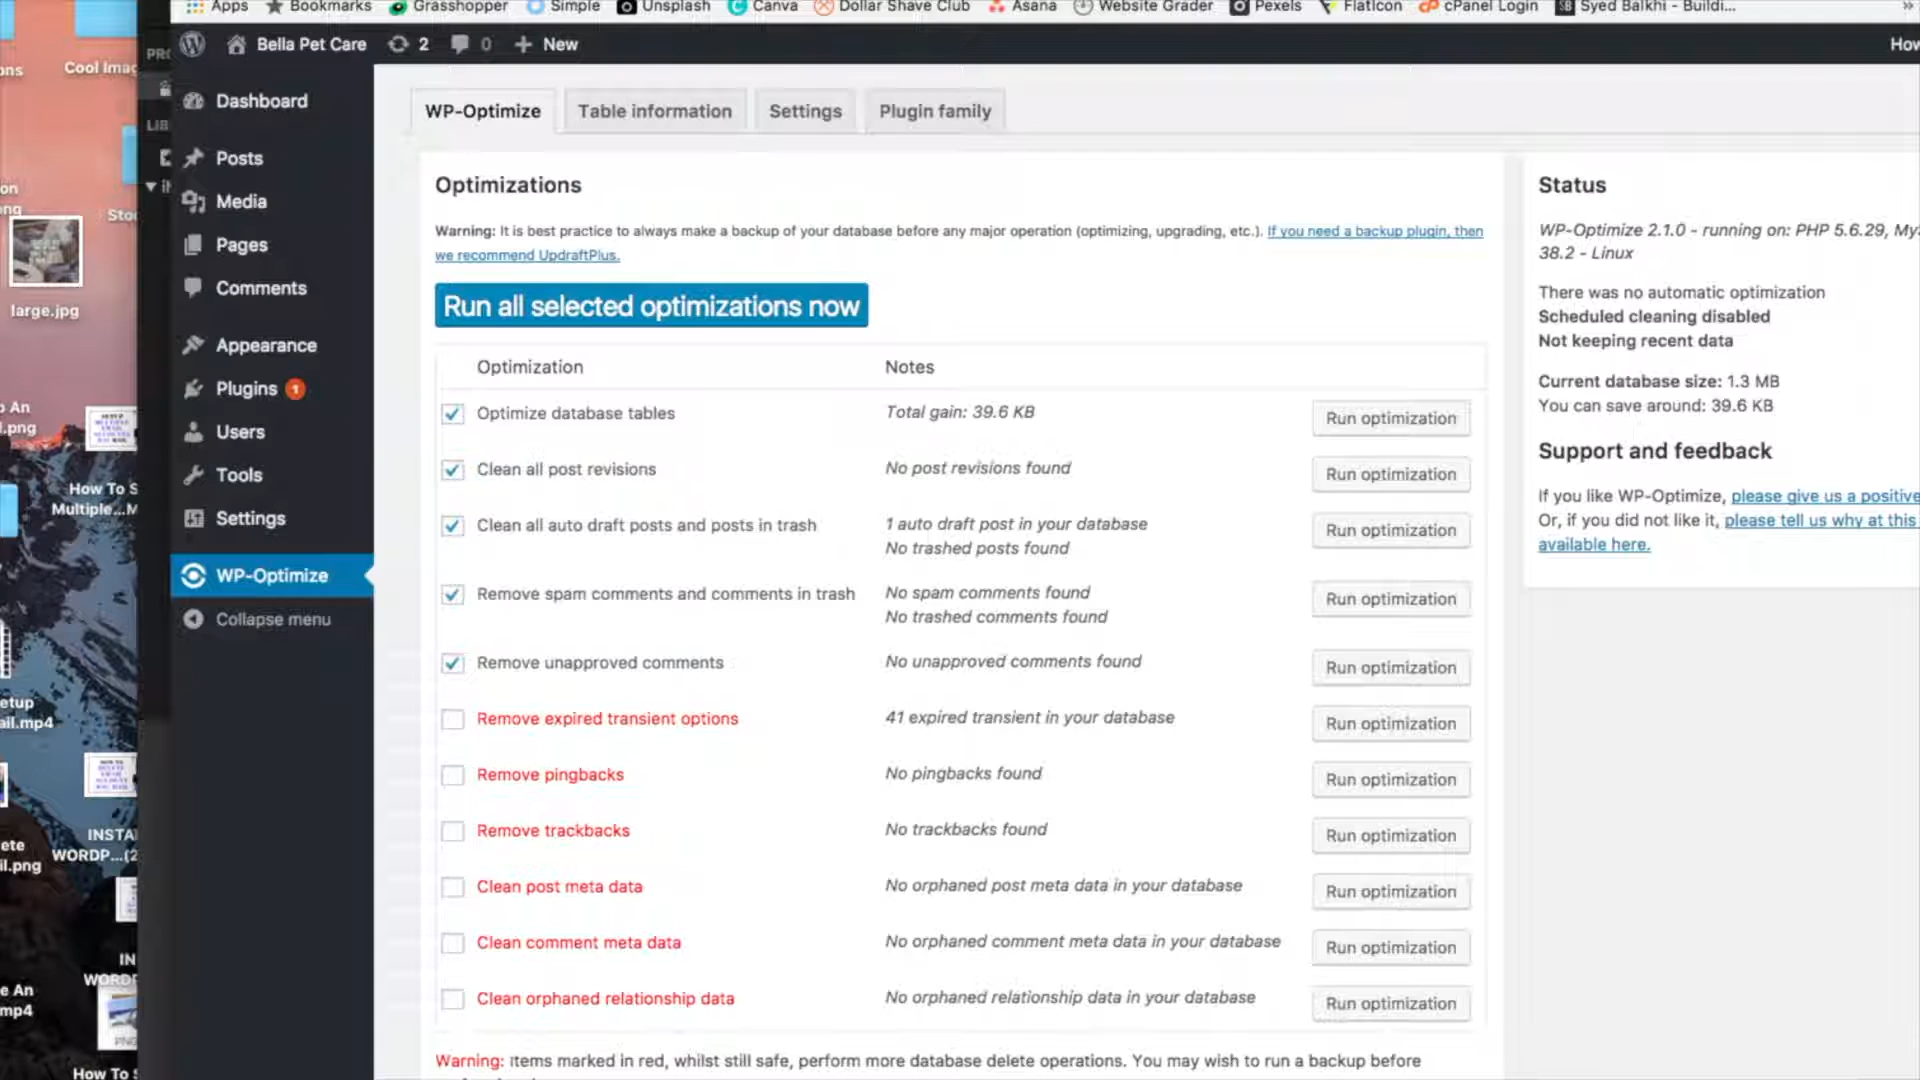 Apps Bookmarks Grasshopper Simple Unsplash Canva Dollar Shave Club Asana Website Grader Pexels FlatIcon cPanel Login Syed Balkhi - Buildi... »
Bella Pet Care 2 0 + New How
Cool Imag
large.jpg
How To S
Multiple...M
mp4
PRO
LIB
Dashboard
Posts
Media
Pages
Comments
Appearance
Plugins 1
Users
Tools
Settings
WP-Optimize
Collapse menu
WP-Optimize Table information Settings Plugin family
Optimizations
Warning: It is best practice to always make a backup of your database before any major operation (optimizing, upgrading, etc.). If you need a backup plugin, then
we recommend UpdraftPlus.
Run all selected optimizations now
Optimization Notes
Optimize database tables Total gain: 39.6 KB Run optimization
Clean all post revisions No post revisions found Run optimization
Clean all auto draft posts and posts in trash 1 auto draft post in your database Run optimization
No trashed posts found
Remove spam comments and comments in trash No spam comments found Run optimization
No trashed comments found
Remove unapproved comments No unapproved comments found Run optimization
Remove expired transient options 41 expired transient in your database Run optimization
Remove pingbacks No pingbacks found Run optimization
Remove trackbacks No trackbacks found Run optimization
Clean post meta data No orphaned post meta data in your database Run optimization
Clean comment meta data No orphaned comment meta data in your database Run optimization
Clean orphaned relationship data No orphaned relationship data in your database Run optimization
Warning: Items marked in red, whilst still safe, perform more database delete operations. You may wish to run a backup before
Status
WP-Optimize 2.1.0 - running on: PHP 5.6.29, My
38.2 - Linux
There was no automatic optimization
Scheduled cleaning disabled
Not keeping recent data
Current database size: 1.3 MB
You can save around: 39.6 KB
Support and feedback
If you like WP-Optimize, please give us a positive
Or, if you did not like it, please tell us why at this
available here.